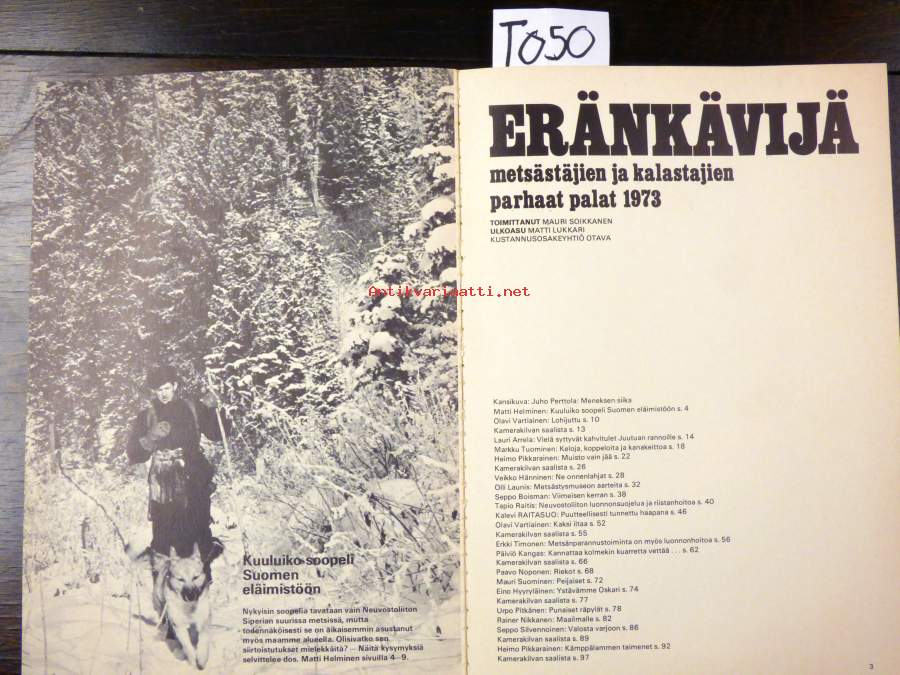 TO50
Kuuluiko soopeli
Suomen
eläimistöön
Nykyisin soopelia tavataan vain Neuvostoliiton
Siperian suurissa metsissä, mutta
todennäköisesti se on aikaisemmin asustanut
myös maamme alueella. Olisivatko sen
siirtoistutukset mielekkäitä? — Näitä kysymyksiä
selvittelee dos. Matti Helminen sivuilla 4—9.
Antikvariaatti.net
ERÄNKÄVIJÄ
metsästäjien ja kalastajien
parhaat palat 1973
TOIMITTANUT MAURI SOIKKANEN
ULKOASU MATTI LUKKARI
KUSTANNUSOSAKEYHTIÖ OTAVA
Kansikuva: Juho Perttola: Meneksen siika
Matti Helminen: Kuuluiko soopeli Suomen eläimistöön s. 4
Olavi Vartiainen: Lohijuttu s. 10
Kamerakilvan saalista s. 13
Lauri Arrela: Vielä syttyvät kahvitulet Juutuan rannoille s. 14
Markku Tuominen: Keloja, koppeloita ja kanakeittoa s. 18
Heimo Pikkarainen: Muisto vain jää s. 22
Kamerakilvan saalista s. 26
Veikko Hänninen: Ne onnenlahjat s. 28
Olli Launis: Metsästysmuseon aarteita s. 32
Seppo Boisman: Viimeisen kerran s. 38
Tapio Raitis: Neuvostoliiton luonnonsuojelua ja riistanhoitoa s. 40
Kalevi RAITASUO: Puutteellisesti tunnettu haapana s. 46
Olavi Vartiainen: Kaksi iltaa s. 52
Kamerakilvan saalista s. 55
Erkki Timonen: Metsänparannustoiminta on myös luonnonhoitoa s. 56
Päiviö Kangas: Kannattaa kolmekin kuarretta vettää . . . s. 62
Kamerakilvan saalista s. 66
Paavo Noponen: Riekot s. 68
Mauri Suominen: Peijaiset s. 72
Eino Hyyryläinen: Ystävämme Oskari s. 74
Kamerakilvan saalista s. 77
Urpo Pitkänen: Punaiset räpylät s. 78
Rainer Nikkanen: Maailmalle s. 82
Seppo Silvennoinen: Valosta varjoon s. 86
Kamerakilvan saalista s. 89
Heimo Pikkarainen: Kämppälammen taimenet s. 92
Kamerakilvan saalista s. 97
3